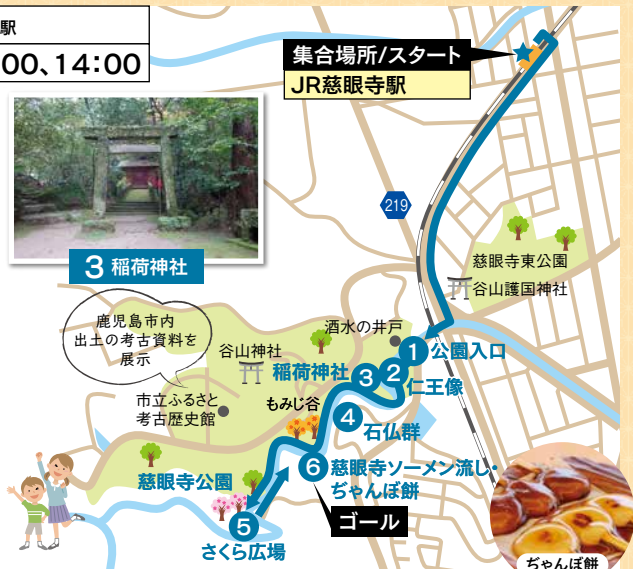 駅
00、14:00
集合場所/スタート
JR慈眼寺駅
219
3 稲荷神社
慈眼寺東公園
谷山護国神社
鹿児島市内
出土の考古資料を
展示
酒水の井戸
1 公園入口
谷山神社
稲荷神社 3
2 仁王像
市立ふるさと
考古歴史館
もみじ谷
4 石仏群
慈眼寺公園
6 慈眼寺ソーメン流し・
ぢゃんぼ餅
ゴール
5
さくら広場
ぢゃんぼ餅